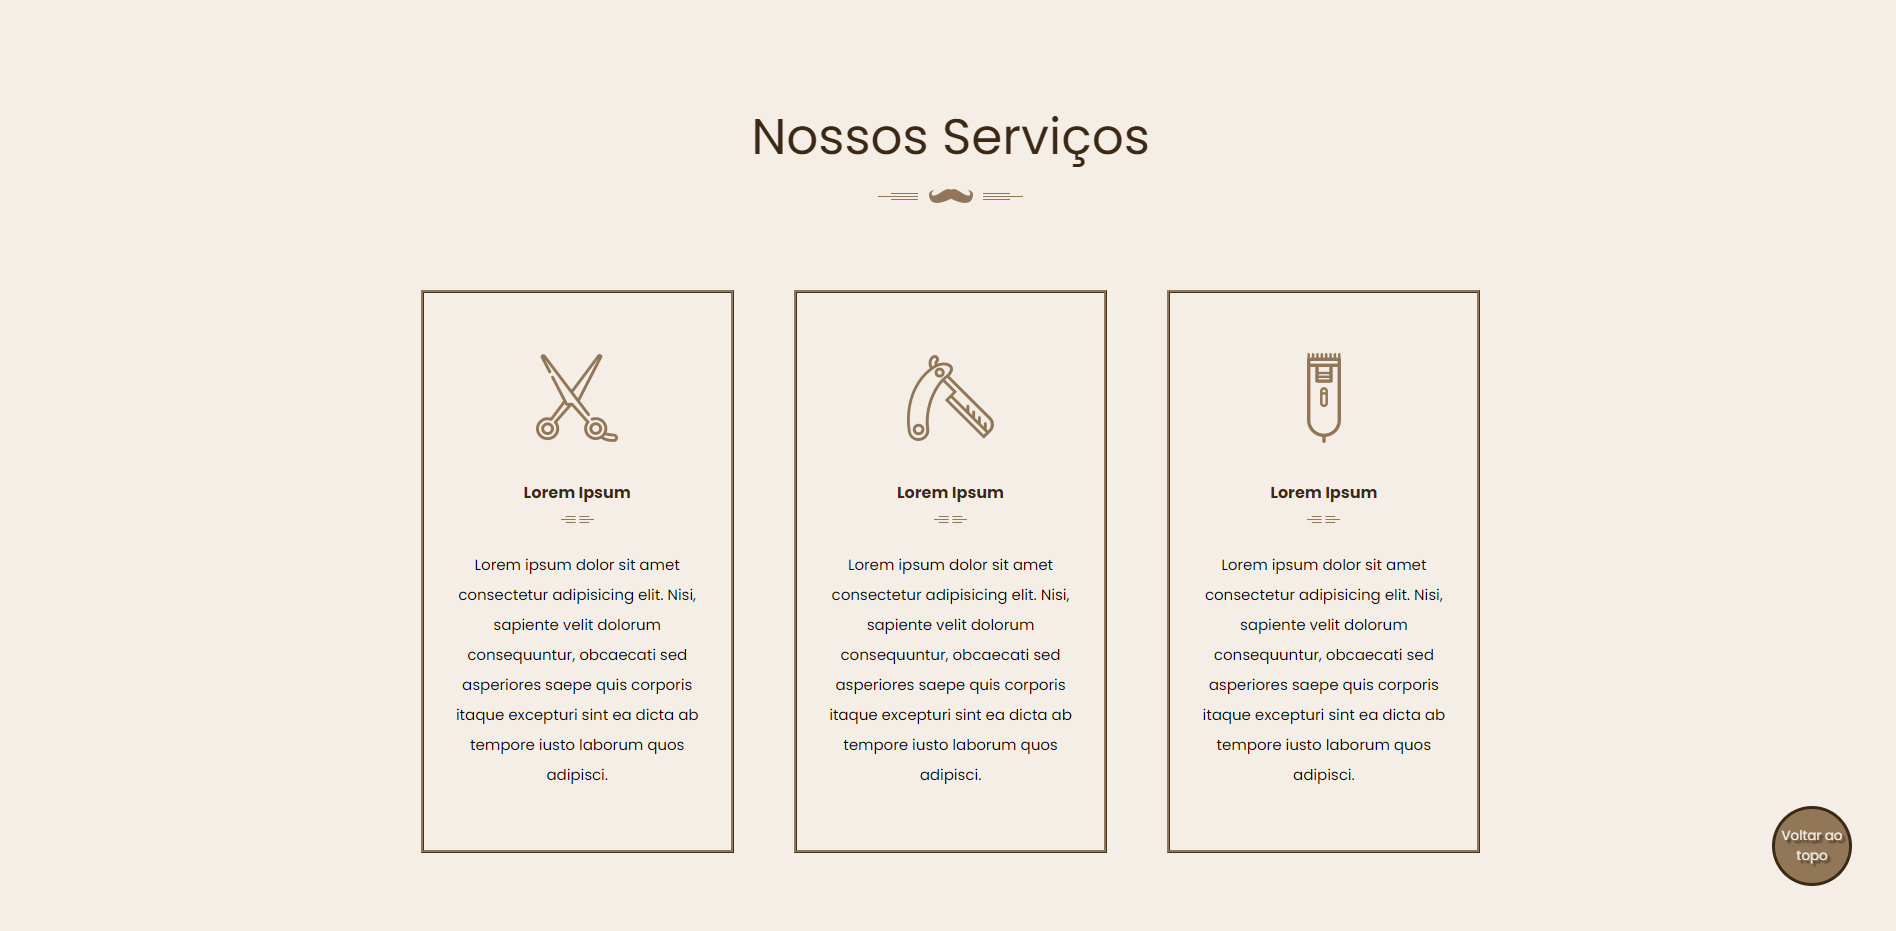 Nossos Serviços
Lorem Ipsum
Lorem ipsum dolor sit amet
consectetur adipisicing elit. Nisi,
sapiente velit dolorum
consequuntur, obcaecati sed
asperiores saepe quis corporis
itaque excepturi sint ea dicta ab
tempore iusto laborum quos
adipisci.
Lorem Ipsum
Lorem ipsum dolor sit amet
consectetur adipisicing elit. Nisi,
sapiente velit dolorum
consequuntur, obcaecati sed
asperiores saepe quis corporis
itaque excepturi sint ea dicta ab
tempore iusto laborum quos
adipisci.
Lorem Ipsum
Lorem ipsum dolor sit amet
consectetur adipisicing elit. Nisi,
sapiente velit dolorum
consequuntur, obcaecati sed
asperiores saepe quis corporis
itaque excepturi sint ea dicta ab
tempore iusto laborum quos
adipisci.
Voltar ao
topo